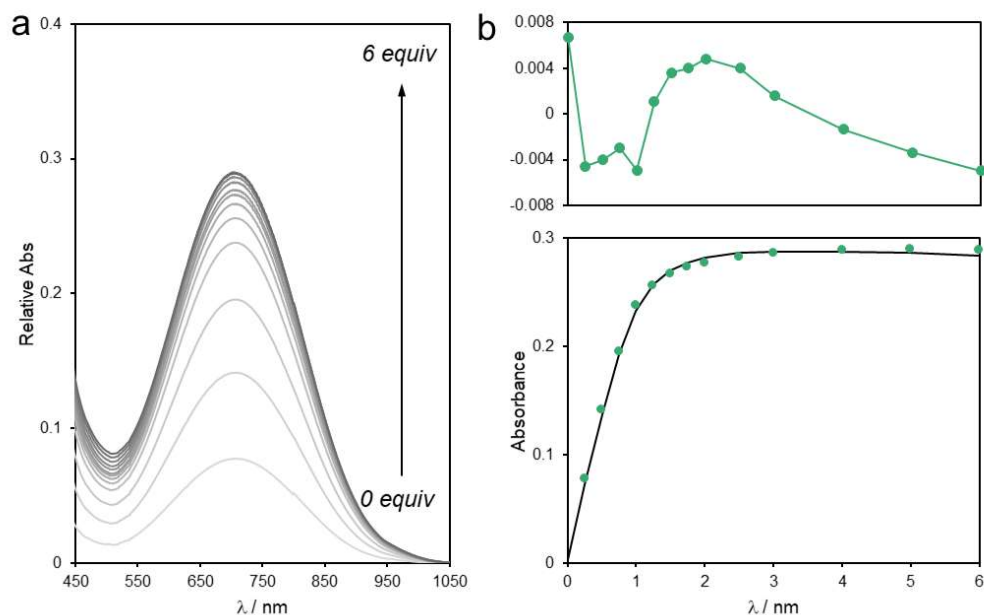 a
0.4
0.3
0.2
0.1
0
Relative Abs
6 equiv
0 equiv
450 550 650 750 850 950 1050
λ / nm
b
0.008
0.004
0
-0.004
-0.008
0.3
0.2
0.1
0
Absorbance
0 1 2 3 4 5 6
λ / nm